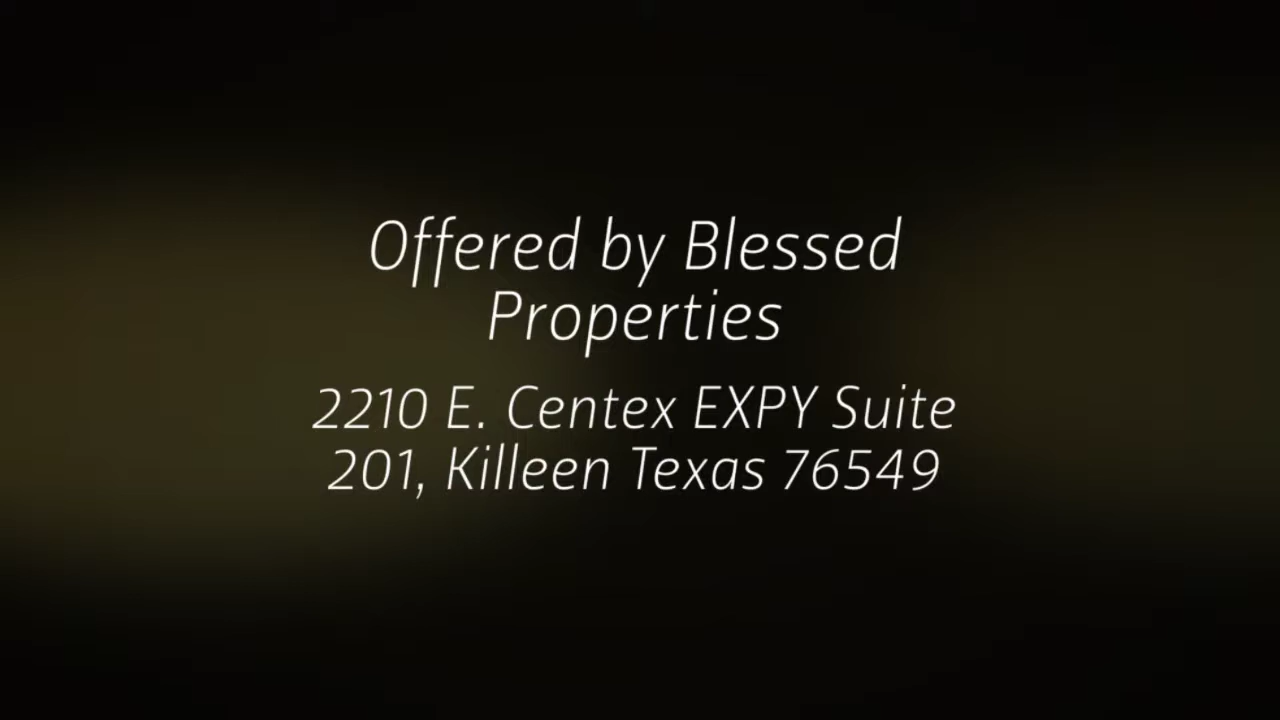 Offered by Blessed
Properties
2210 E. Centex EXPY Suite
201, Killeen Texas 76549